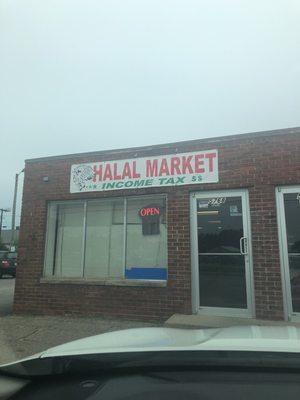 HALAL MARKET
INCOME TAX $$
OPEN